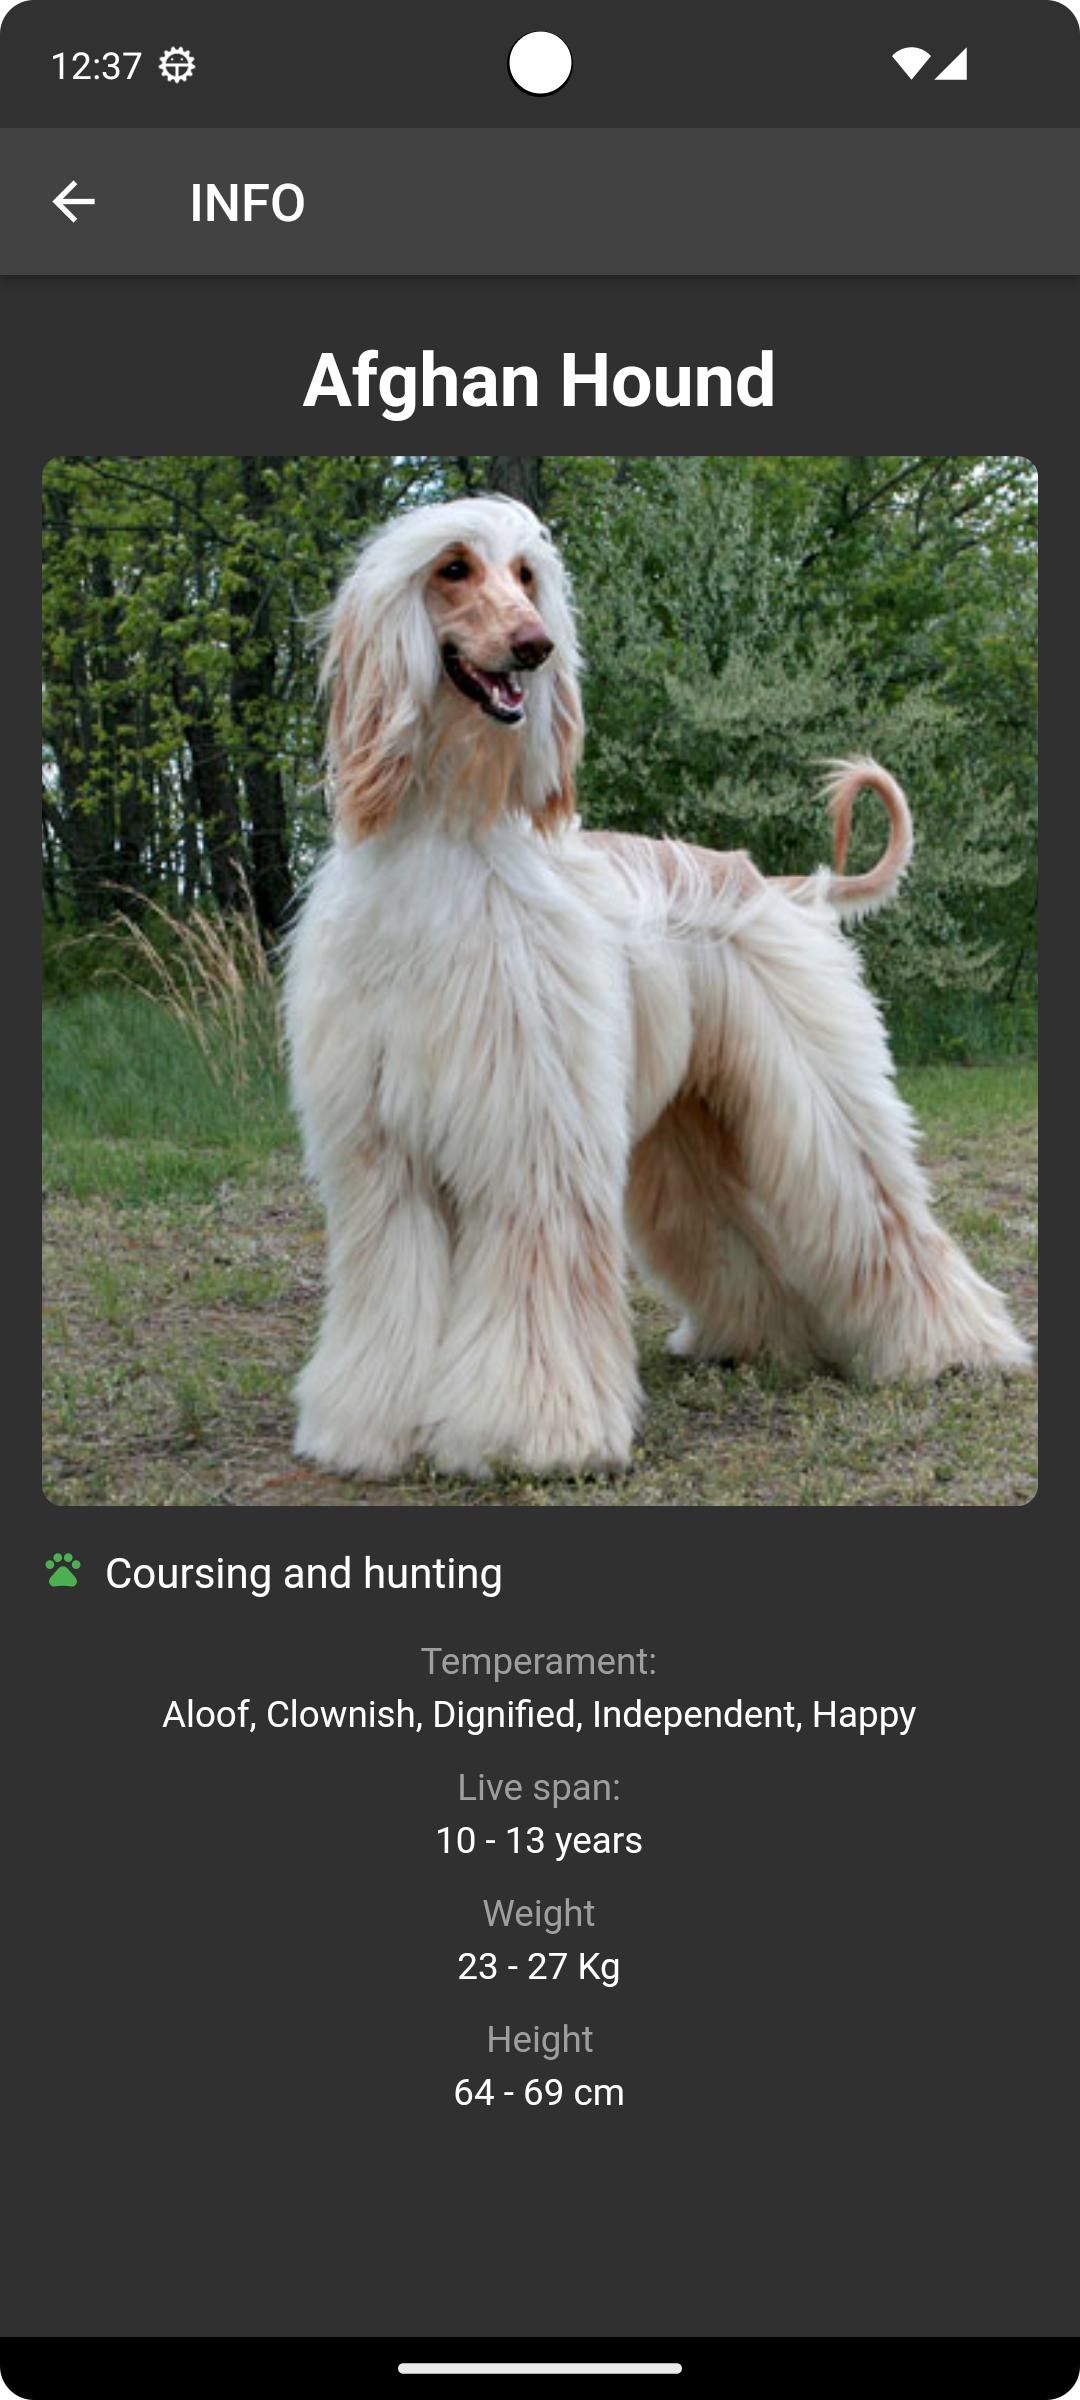 12:37
INFO
Afghan Hound
Coursing and hunting
Temperament:
Aloof, Clownish, Dignified, Independent, Happy
Live span:
10 - 13 years
Weight
23 - 27 Kg
Height
64 - 69 cm